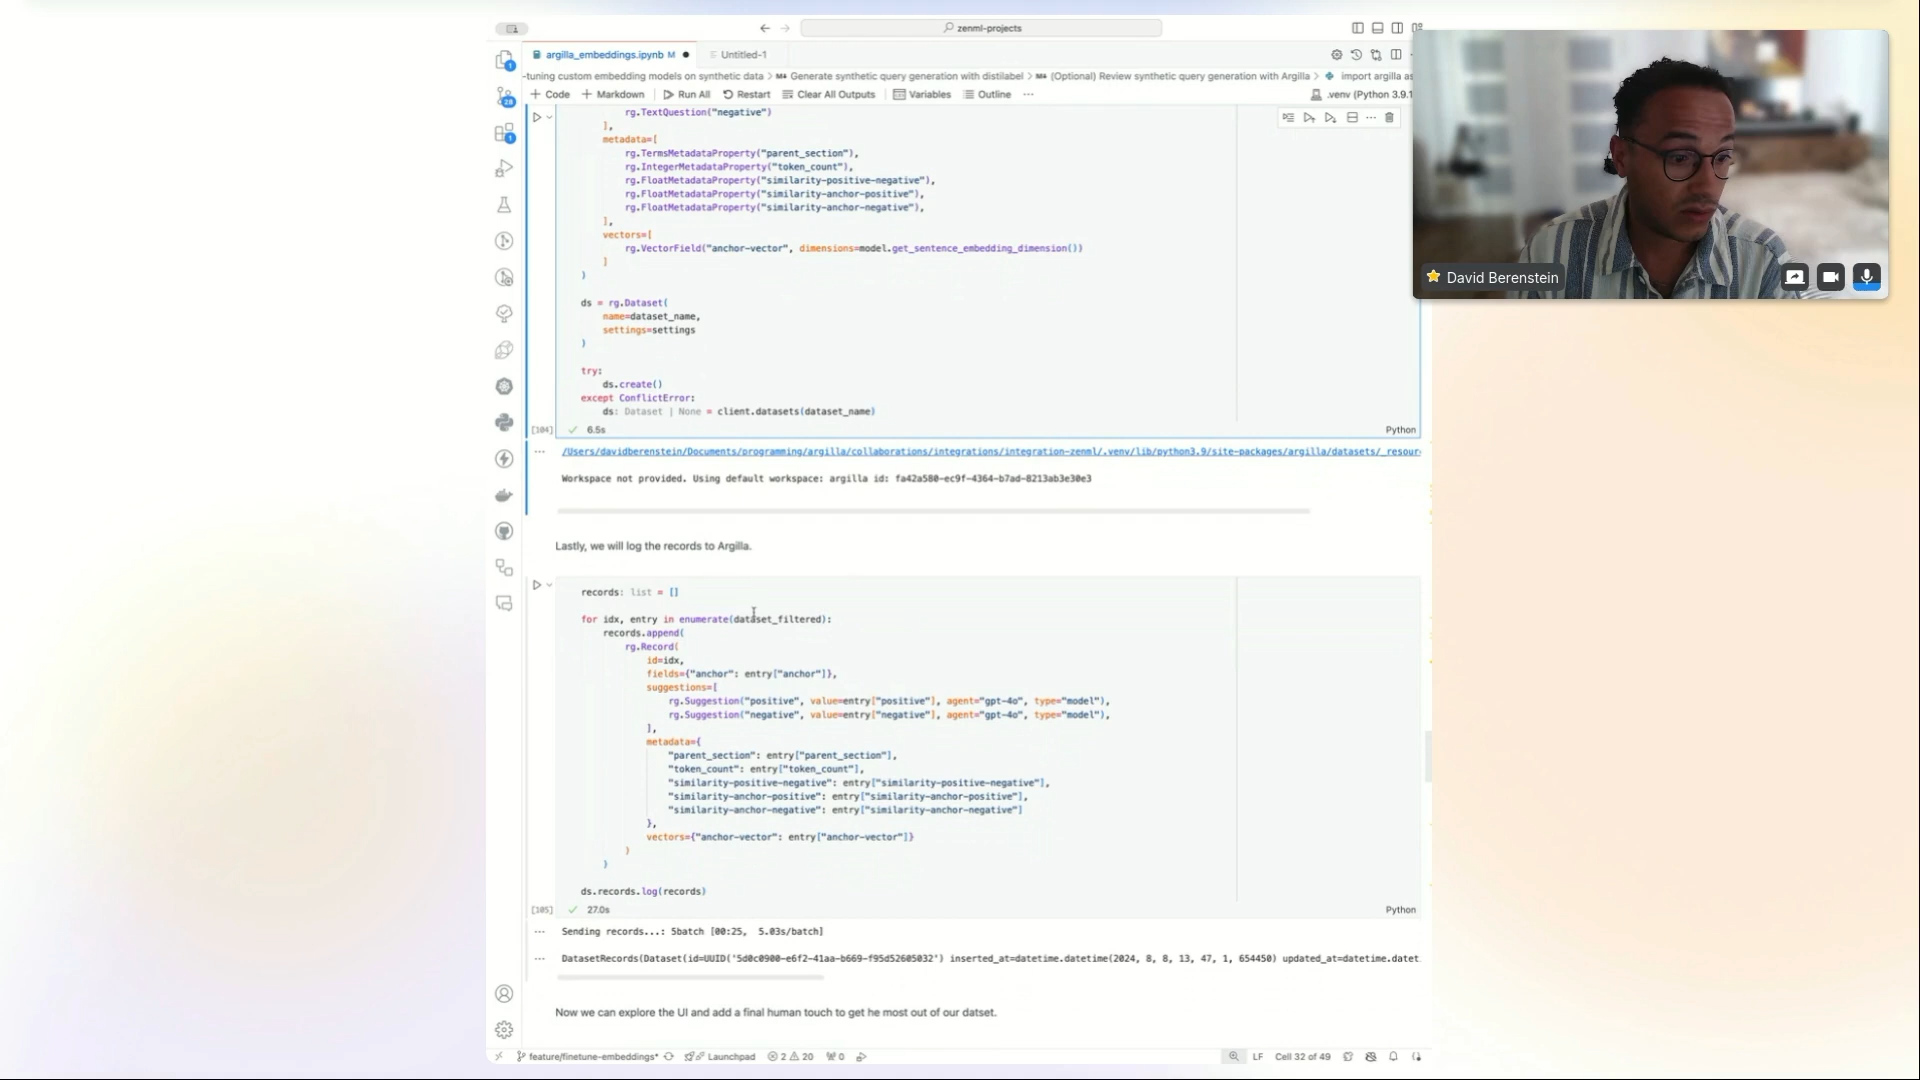 zenml-projects
argilla_embeddings.ipynb M
Untitled-1
-tuning custom embedding models on synthetic data > M↓ Generate synthetic query generation with distilabel > M↓ (Optional) Review synthetic query generation with Argilla > import argilla as
+ Code + Markdown Run All Restart Clear All Outputs Variables Outline ...
.venv (Python 3.9.1
rg.TextQuestion("negative")
],
metadata=[
rg.TermsMetadataProperty("parent_section"),
rg.IntegerMetadataProperty("token_count"),
rg.FloatMetadataProperty("similarity-positive-negative"),
rg.FloatMetadataProperty("similarity-anchor-positive"),
rg.FloatMetadataProperty("similarity-anchor-negative"),
],
vectors=[
rg.VectorField("anchor-vector", dimensions=model.get_sentence_embedding_dimension())
]
)
ds = rg.Dataset(
name=dataset_name,
settings=settings
)
try:
ds.create()
except ConflictError:
ds: Dataset | None = client.datasets(dataset_name)
[104] ✓ 6.5s
Python
/Users/davidberenstein/Documents/programming/argilla/collaborations/integrations/integration-zenml/.venv/lib/python3.9/site-packages/argilla/datasets/_resour
Workspace not provided. Using default workspace: argilla id: fa42a580-ec9f-4364-b7ad-8213ab3e30e3
Lastly, we will log the records to Argilla.
records: list = []
for idx, entry in enumerate(dataset_filtered):
records.append(
rg.Record(
id=idx,
fields={"anchor": entry["anchor"]},
suggestions=[
rg.Suggestion("positive", value=entry["positive"], agent="gpt-4o", type="model"),
rg.Suggestion("negative", value=entry["negative"], agent="gpt-4o", type="model"),
],
metadata={
"parent_section": entry["parent_section"],
"token_count": entry["token_count"],
"similarity-positive-negative": entry["similarity-positive-negative"],
"similarity-anchor-positive": entry["similarity-anchor-positive"],
"similarity-anchor-negative": entry["similarity-anchor-negative"]
},
vectors={"anchor-vector": entry["anchor-vector"]}
)
)
ds.records.log(records)
[105] ✓ 27.0s
Python
Sending records...: 5batch [00:25, 5.03s/batch]
DatasetRecords(Dataset(id=UUID('5d0c0900-e6f2-41aa-b669-f95d52605032') inserted_at=datetime.datetime(2024, 8, 8, 13, 47, 1, 654450) updated_at=datetime.datet
Now we can explore the UI and add a final human touch to get he most out of our datset.
feature/finetune-embeddings* Launchpad 2 20 0
LF Cell 32 of 49
David Berenstein